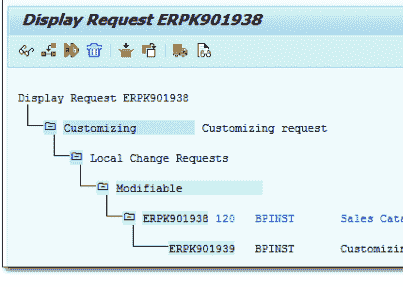 Display Request ERPK901938
Display Request ERPK901938
Customizing Customizing request
Local Change Requests
Modifiable
ERPK901938 120 BPINST Sales Cata
ERPK901939 BPINST Customizin